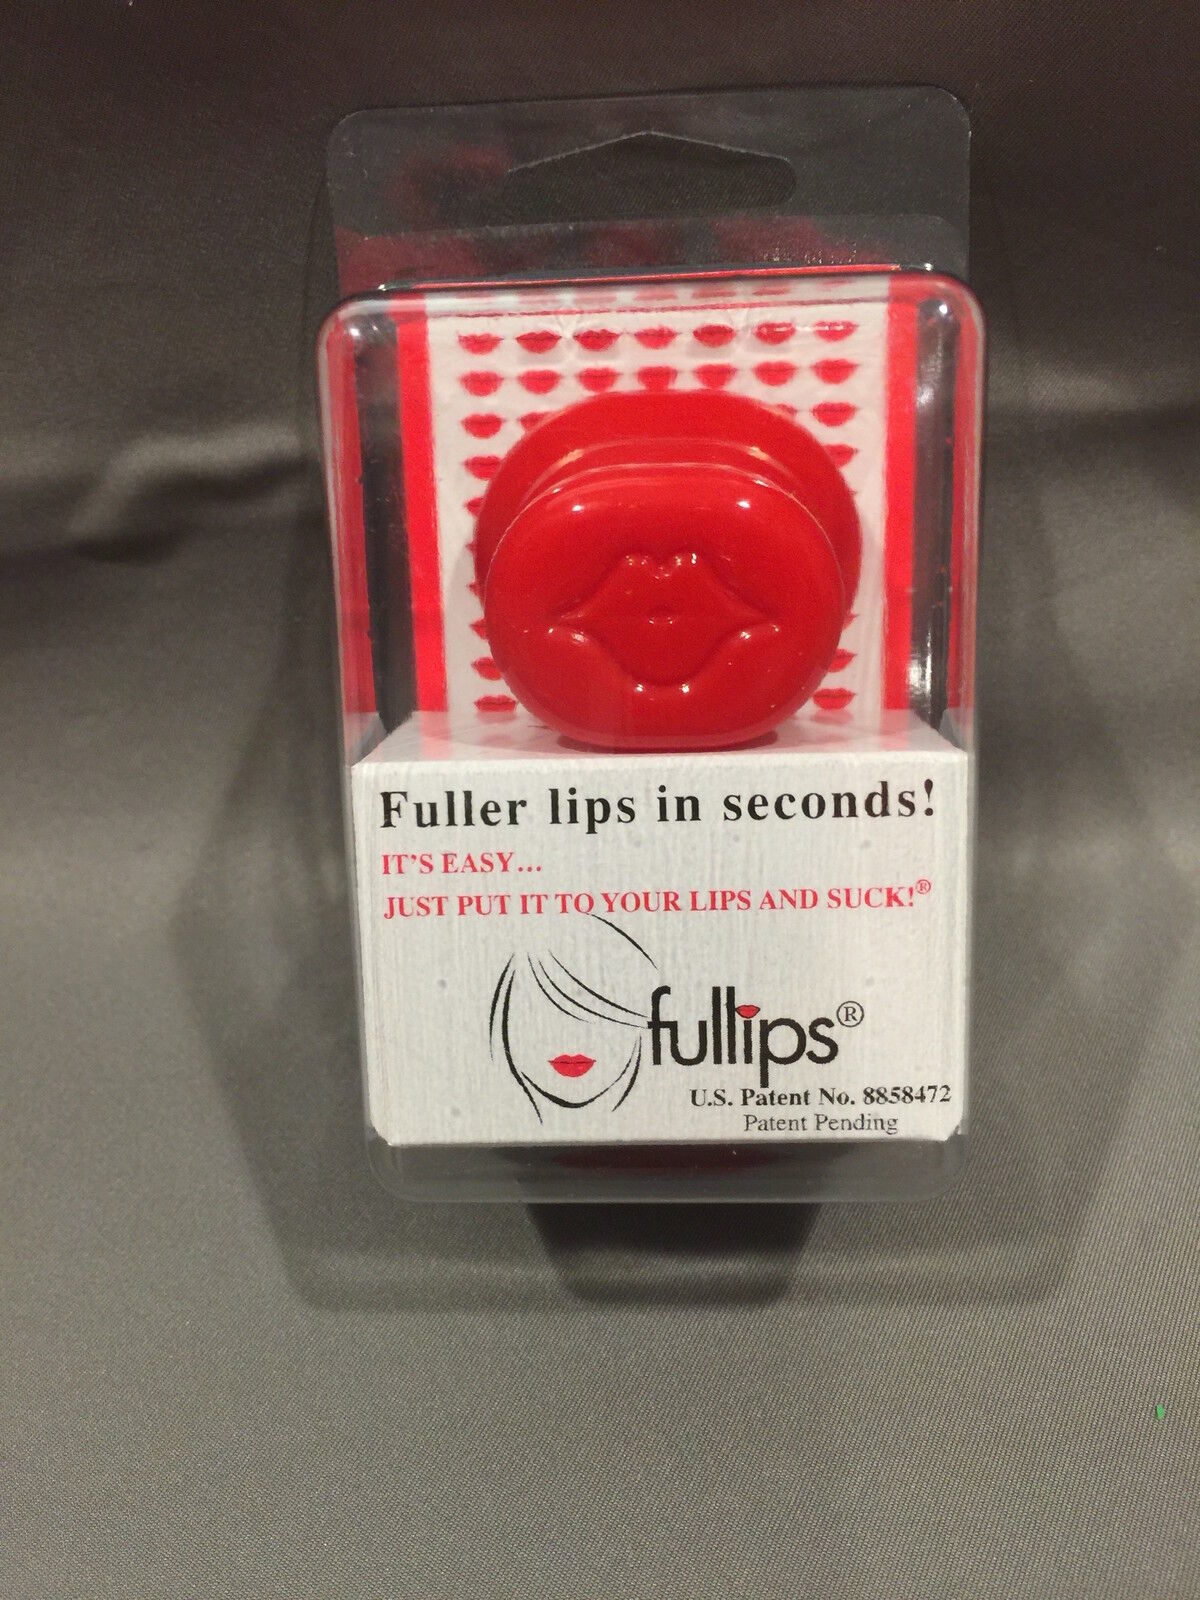 Fuller lips in seconds!
IT'S EASY...
JUST PUT IT TO YOUR LIPS AND SUCK!®
fullips®
U.S. Patent No. 8858472
Patent Pending